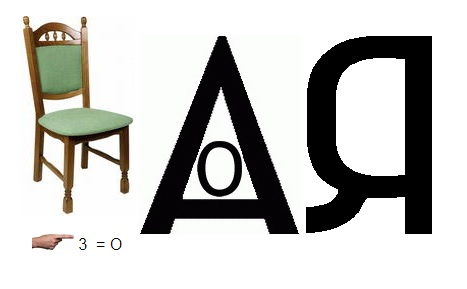 О
А Я
3 = О